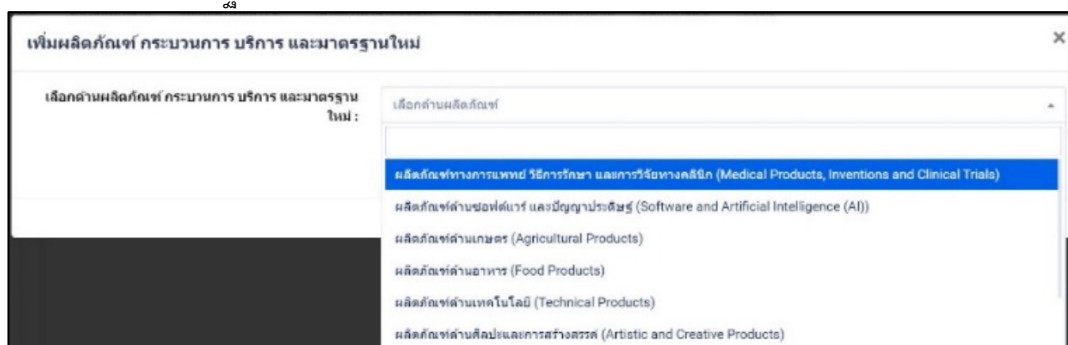 เพิ่มผลิตภัณฑ์ กระบวนการ บริการ และมาตรฐานใหม่ ×
เลือกด้านผลิตภัณฑ์ กระบวนการ บริการ และมาตรฐาน
ใหม่ :
เลือกด้านผลิตภัณฑ์
ผลิตภัณฑ์ทางการแพทย์ วิธีการรักษา และการวิจัยทางคลินิก (Medical Products, Inventions and Clinical Trials)
ผลิตภัณฑ์ด้านซอฟต์แวร์ และปัญญาประดิษฐ์ (Software and Artificial Intelligence (AI))
ผลิตภัณฑ์ด้านเกษตร (Agricultural Products)
ผลิตภัณฑ์ด้านอาหาร (Food Products)
ผลิตภัณฑ์ด้านเทคโนโลยี (Technical Products)
ผลิตภัณฑ์ด้านศิลปะและการสร้างสรรค์ (Artistic and Creative Products)